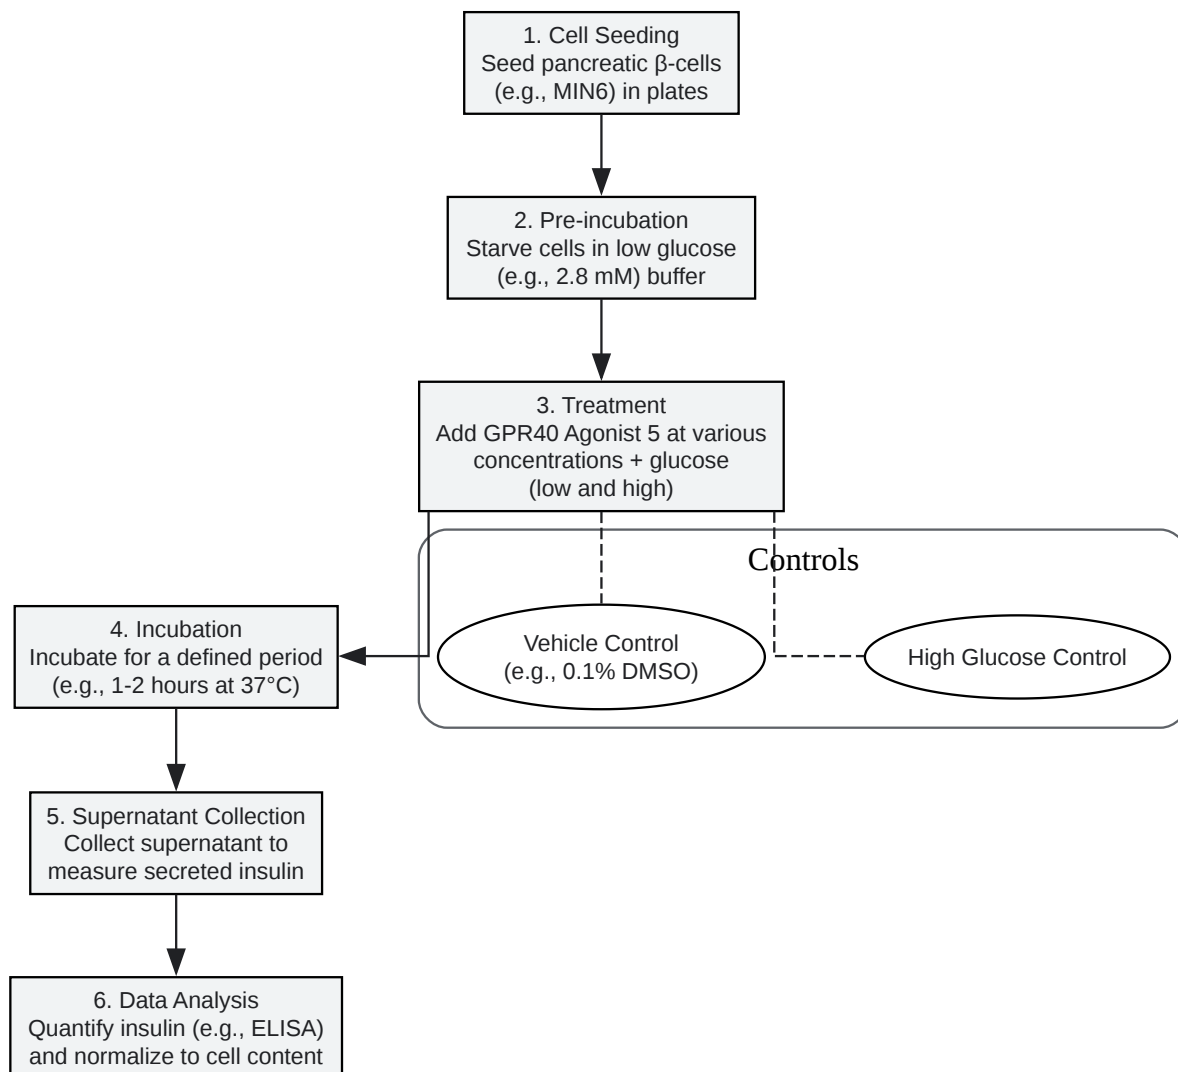 1. Cell Seeding
Seed pancreatic β-cells
(e.g., MIN6) in plates
2. Pre-incubation
Starve cells in low glucose
(e.g., 2.8 mM) buffer
3. Treatment
Add GPR40 Agonist 5 at various
concentrations + glucose
(low and high)
Controls
Vehicle Control
(e.g., 0.1% DMSO)
High Glucose Control
4. Incubation
Incubate for a defined period
(e.g., 1-2 hours at 37°C)
5. Supernatant Collection
Collect supernatant to
measure secreted insulin
6. Data Analysis
Quantify insulin (e.g., ELISA)
and normalize to cell content